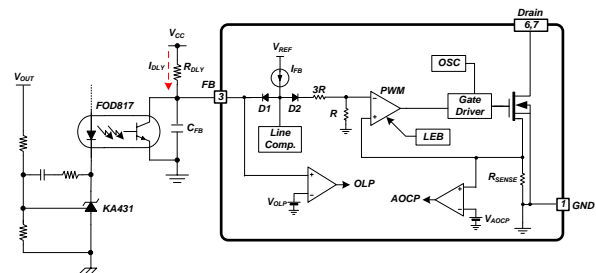 Drain
6,7
V_CC
I_DLY
R_DLY
V_REF
I_FB
OSC
V_OUT
FOD817
FB
3
3R
PWM
D1
D2
R
Gate Driver
C_FB
Line Comp.
LEB
KA431
OLP
V_OLP
AOCP
V_AOCP
R_SENSE
1
GND